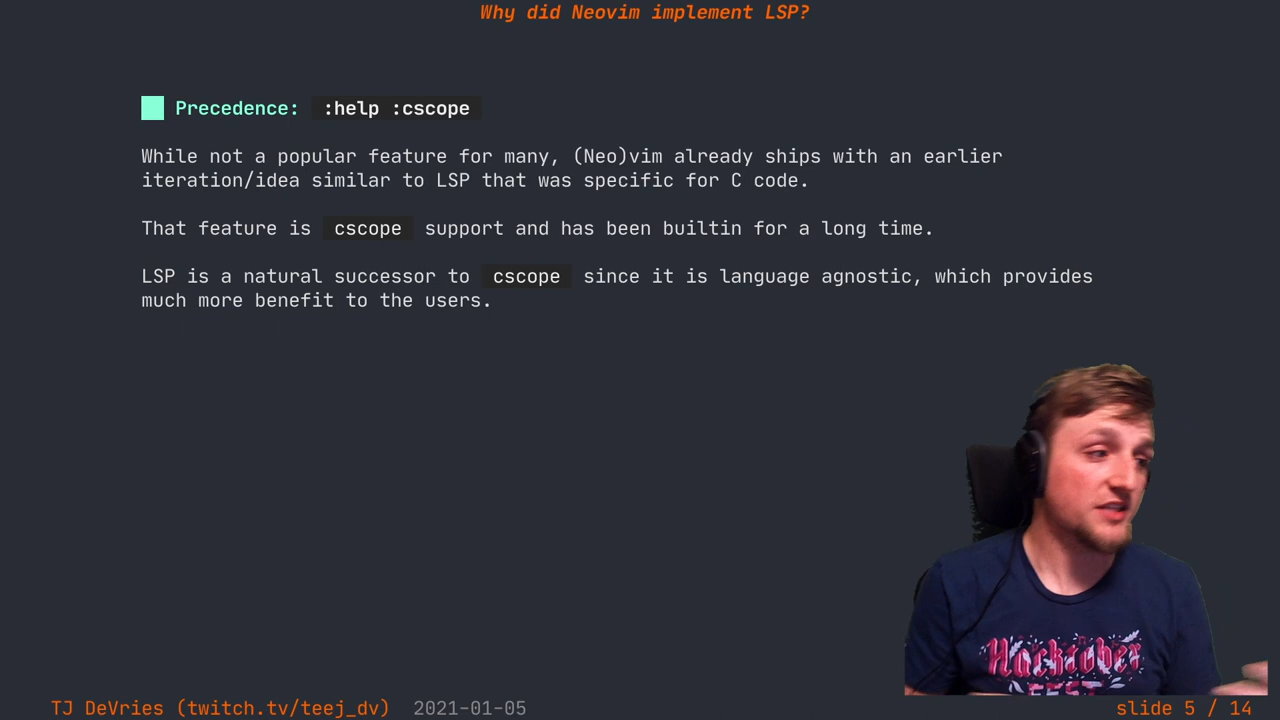 Why did Neovim implement LSP?
Precedence: :help :cscope
While not a popular feature for many, (Neo)vim already ships with an earlier
iteration/idea similar to LSP that was specific for C code.
That feature is cscope support and has been builtin for a long time.
LSP is a natural successor to cscope since it is language agnostic, which provides
much more benefit to the users.
Hacktober
FEST
TJ DeVries (twitch.tv/teej_dv) 2021-01-05
slide 5 / 14